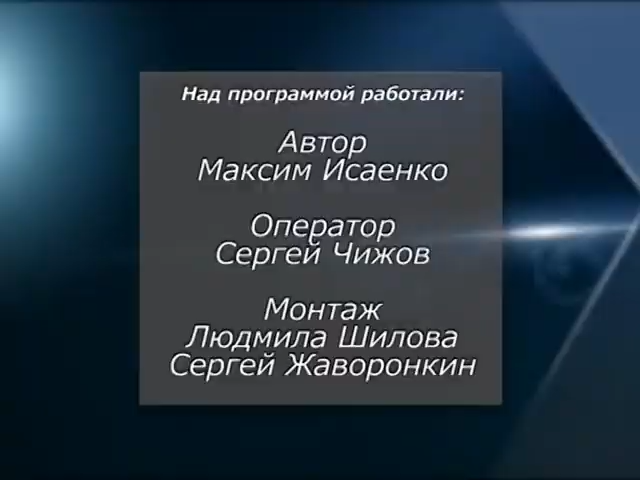 Над программой работали:
Автор
Максим Исаенко
Оператор
Сергей Чижов
Монтаж
Людмила Шилова
Сергей Жаворонкин